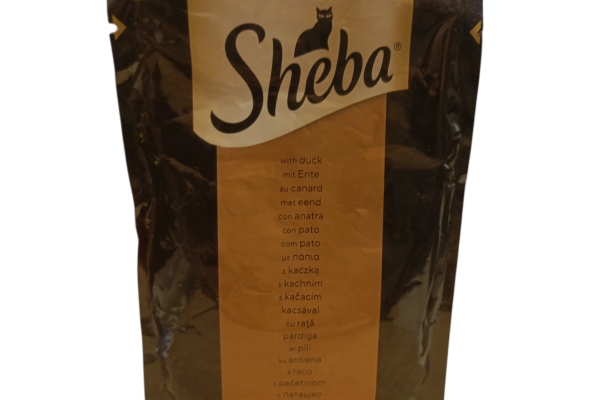 Sheba®
with duck
mit Ente
au canard
met eend
con anatra
con pato
com pato
με πάπια
z kaczką
s kachním
s kačacím
kacsával
cu rață
pardiga
ar pīli
su antiena
z raco
s pačetinom